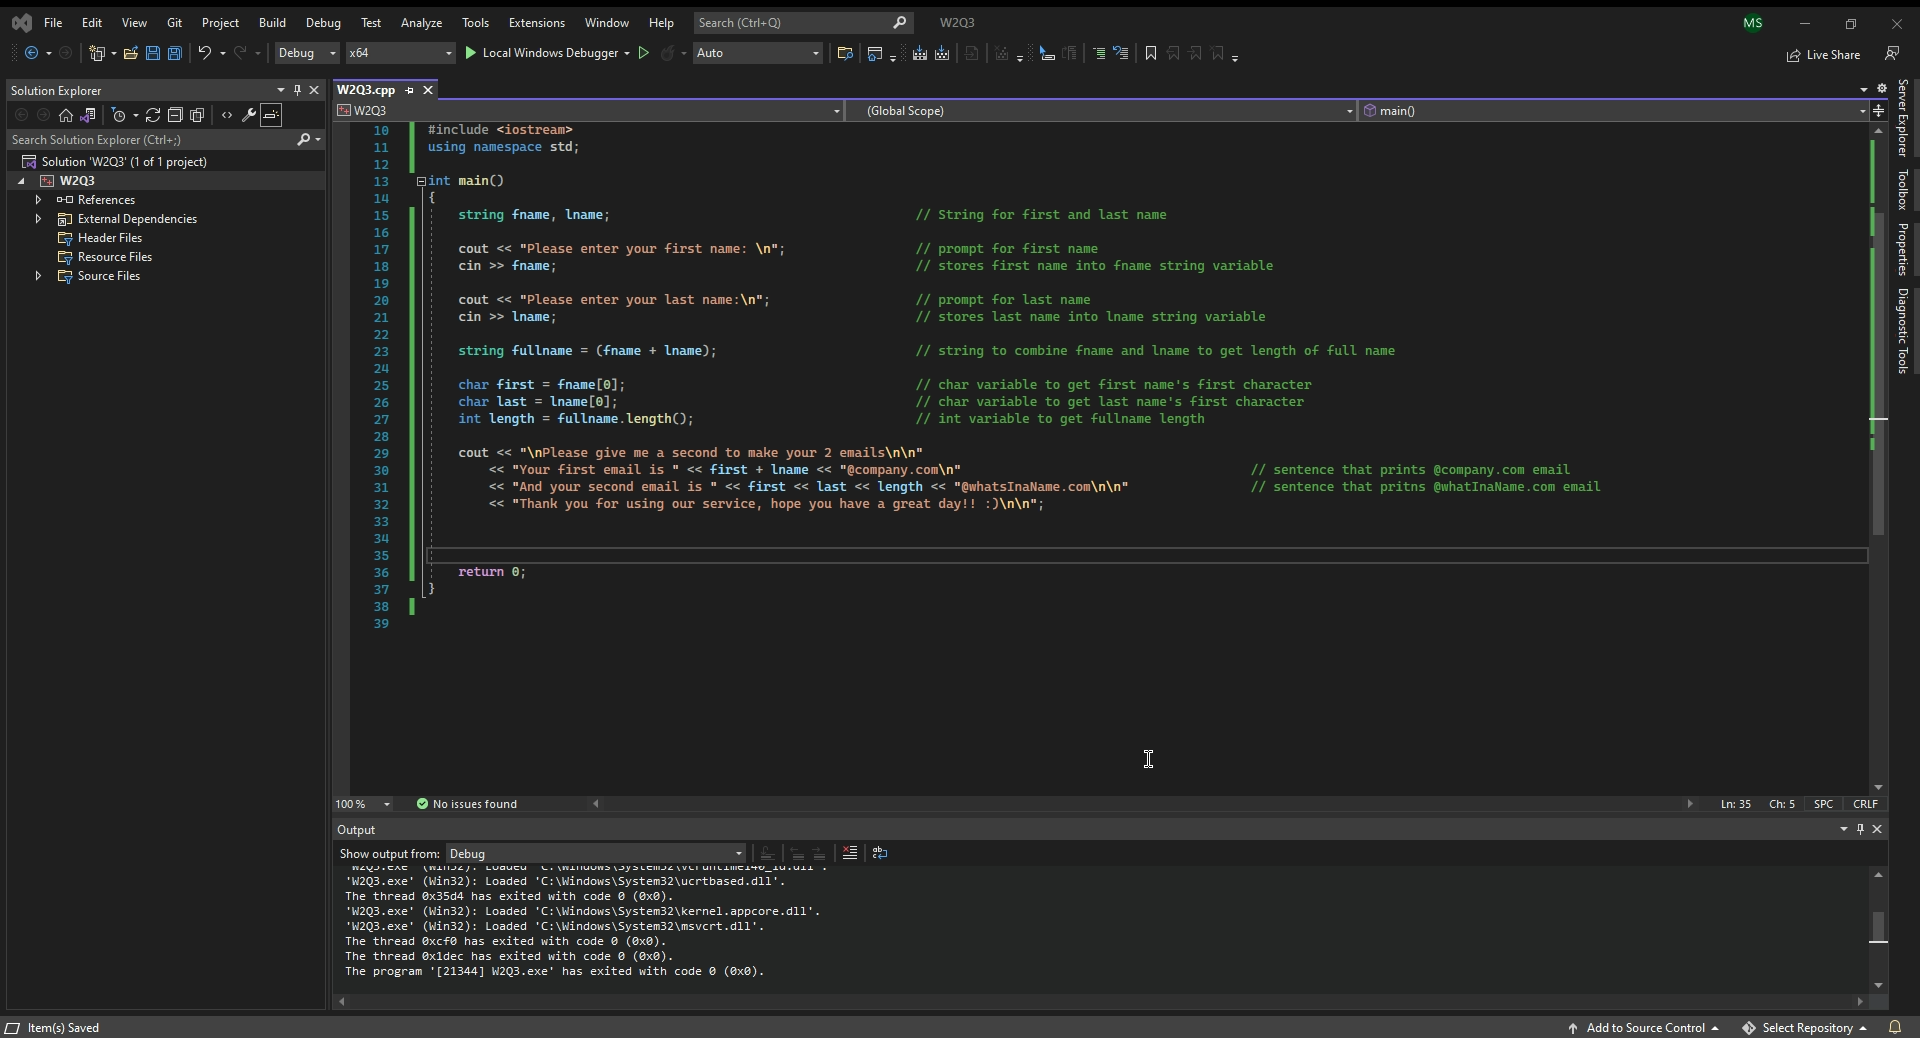 File Edit View Git Project Build Debug Test Analyze Tools Extensions Window Help Search (Ctrl+Q) W2Q3 MS
Debug x64 Local Windows Debugger Auto Live Share
Solution Explorer
Search Solution Explorer (Ctrl+;)
Solution 'W2Q3' (1 of 1 project)
W2Q3
References
External Dependencies
Header Files
Resource Files
Source Files
W2Q3.cpp
W2Q3 (Global Scope) main()
10 #include <iostream>
11 using namespace std;
12
13 int main()
14 {
15 string fname, lname; // String for first and last name
16
17 cout << "Please enter your first name: \n"; // prompt for first name
18 cin >> fname; // stores first name into fname string variable
19
20 cout << "Please enter your last name:\n"; // prompt for last name
21 cin >> lname; // stores last name into lname string variable
22
23 string fullname = (fname + lname); // string to combine fname and lname to get length of full name
24
25 char first = fname[0]; // char variable to get first name's first character
26 char last = lname[0]; // char variable to get last name's first character
27 int length = fullname.length(); // int variable to get fullname length
28
29 cout << "\nPlease give me a second to make your 2 emails\n\n"
30 << "Your first email is " << first + lname << "@company.com\n" // sentence that prints @company.com email
31 << "And your second email is " << first << last << length << "@whatsInaName.com\n\n" // sentence that pritns @whatInaName.com email
32 << "Thank you for using our service, hope you have a great day!! :)\n\n";
33
34
35
36 return 0;
37 }
38
39
100 % No issues found Ln: 35 Ch: 5 SPC CRLF
Output
Show output from: Debug
'W2Q3.exe' (Win32): Loaded 'C:\Windows\System32\vcruntime140_1d.dll'.
'W2Q3.exe' (Win32): Loaded 'C:\Windows\System32\ucrtbased.dll'.
The thread 0x35d4 has exited with code 0 (0x0).
'W2Q3.exe' (Win32): Loaded 'C:\Windows\System32\kernel.appcore.dll'.
'W2Q3.exe' (Win32): Loaded 'C:\Windows\System32\msvcrt.dll'.
The thread 0xcf0 has exited with code 0 (0x0).
The thread 0x1dec has exited with code 0 (0x0).
The program '[21344] W2Q3.exe' has exited with code 0 (0x0).
Server Explorer
Toolbox
Properties
Diagnostic Tools
Item(s) Saved Add to Source Control Select Repository